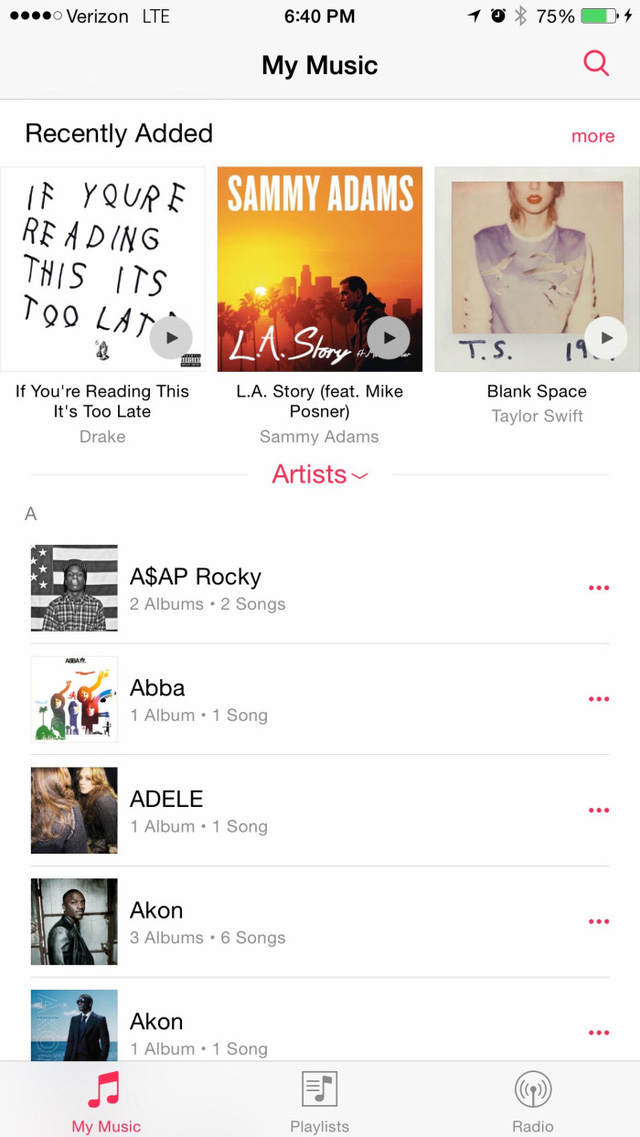 Verizon LTE 6:40 PM 75%
My Music
Recently Added more
IF YOURE
READING
THIS ITS
TOO LAT
SAMMY ADAMS
L.A. Story
T.S. 19
If You're Reading This
It's Too Late
Drake
L.A. Story (feat. Mike
Posner)
Sammy Adams
Blank Space
Taylor Swift
Artists
A
A$AP Rocky
2 Albums • 2 Songs
ABBA
Abba
1 Album • 1 Song
ADELE
1 Album • 1 Song
Akon
3 Albums • 6 Songs
Akon
1 Album • 1 Song
My Music Playlists Radio